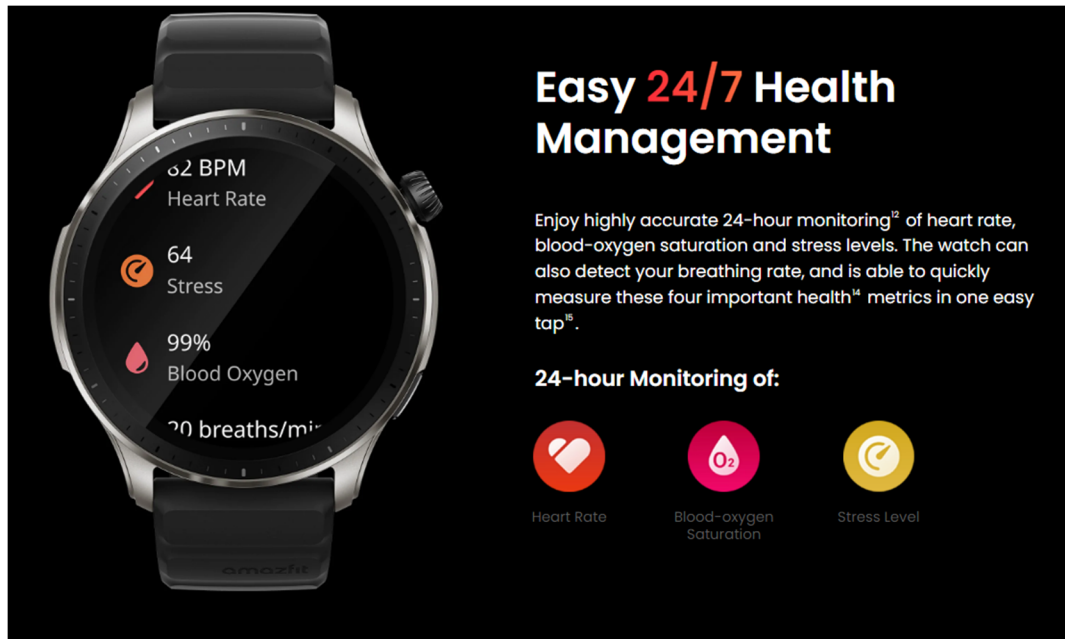 82 BPM
Heart Rate
64
Stress
99%
Blood Oxygen
20 breaths/min
amazfit
Easy 24/7 Health
Management
Enjoy highly accurate 24-hour monitoring¹² of heart rate,
blood-oxygen saturation and stress levels. The watch can
also detect your breathing rate, and is able to quickly
measure these four important health¹⁴ metrics in one easy
tap¹⁵.
24-hour Monitoring of:
Heart Rate
O₂
Blood-oxygen
Saturation
Stress Level